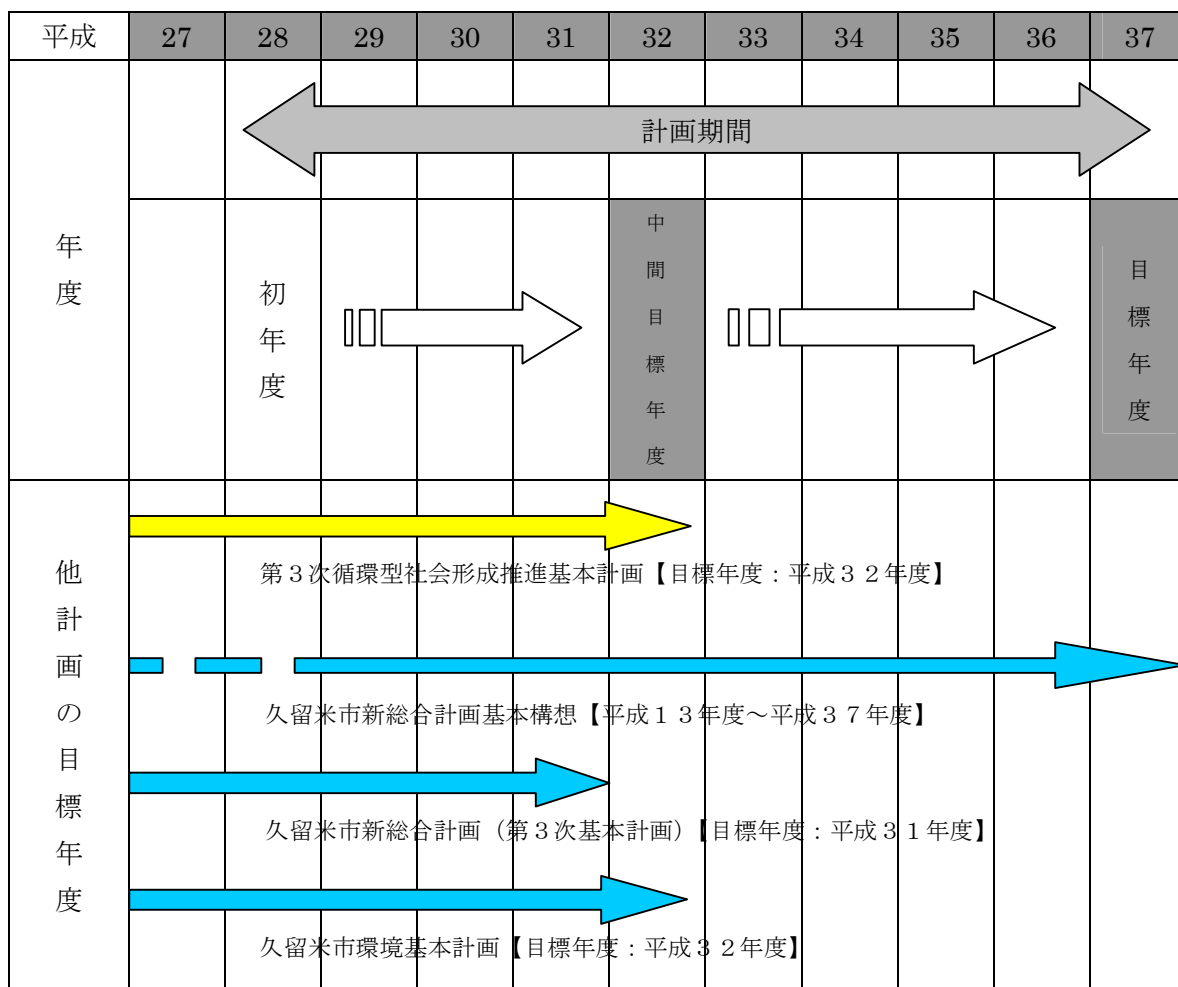 平成 27 28 29 30 31 32 33 34 35 36 37
年度
計画期間
初年度
中間目標年度
目標年度
他計画の目標年度
第３次循環型社会形成推進基本計画【目標年度：平成３２年度】
久留米市新総合計画基本構想【平成１３年度～平成３７年度】
久留米市新総合計画（第３次基本計画）【目標年度：平成３１年度】
久留米市環境基本計画【目標年度：平成３２年度】